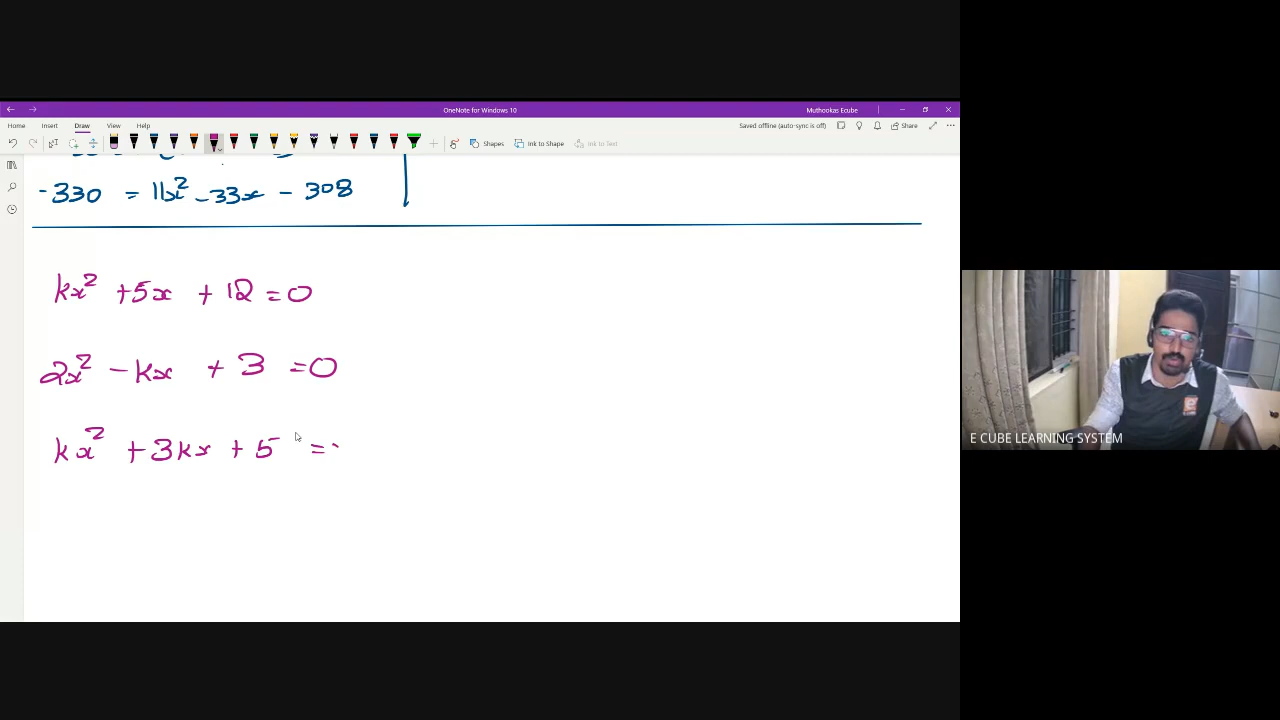 OneNote for Windows 10
Muthookas Ecube
Home Insert Draw View Help
Saved offline (auto-sync is off)
Share
Shapes
Ink to Shape
Ink to Text
-330 = 11x² - 33x - 308
kx² + 5x + 12 = 0
2x² - kx + 3 = 0
kx² + 3kx + 5 =
E CUBE LEARNING SYSTEM